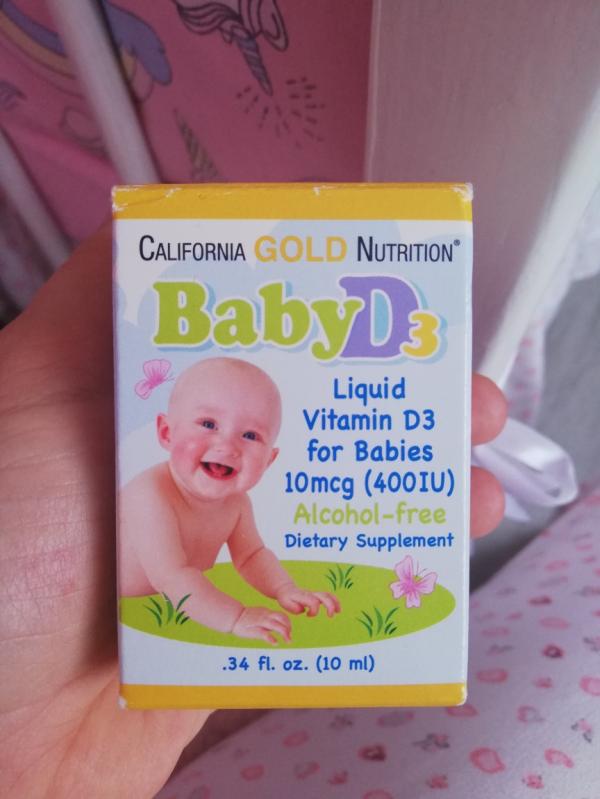 CALIFORNIA GOLD NUTRITION®
BabyD3
Liquid
Vitamin D3
for Babies
10mcg (400IU)
Alcohol-free
Dietary Supplement
.34 fl. oz. (10 ml)